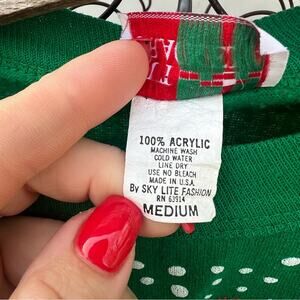 100% ACRYLIC
MACHINE WASH
COLD WATER
LINE DRY
USE NO BLEACH
MADE IN U.S.A.
By SKY LITE FASHION
RN 63914
MEDIUM